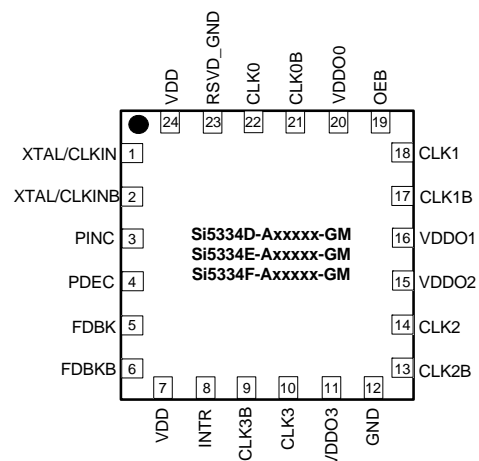 VDD
RSVD_GND
CLK0
CLK0B
VDDO0
OEB
24
23
22
21
20
19
XTAL/CLKIN
1
18
CLK1
XTAL/CLKINB
2
17
CLK1B
PINC
3
Si5334D-Axxxxx-GM
Si5334E-Axxxxx-GM
Si5334F-Axxxxx-GM
16
VDDO1
PDEC
4
15
VDDO2
FDBK
5
14
CLK2
FDBKB
6
13
CLK2B
7
8
9
10
11
12
VDD
INTR
CLK3B
CLK3
VDDO3
GND